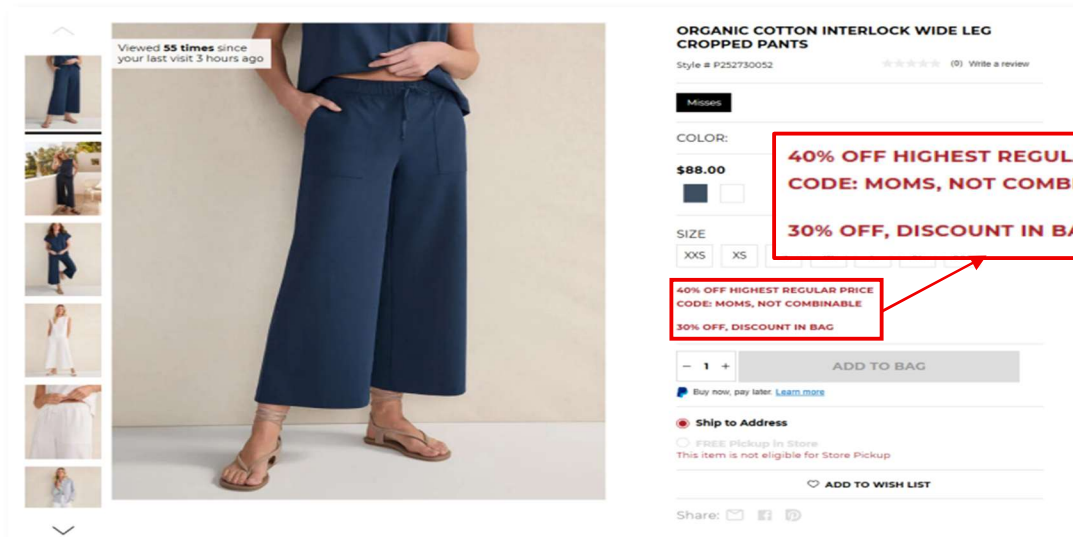 Viewed 55 times since
your last visit 3 hours ago
ORGANIC COTTON INTERLOCK WIDE LEG
CROPPED PANTS
Style # P252730052
(0) Write a review
Misses
COLOR:
$88.00
40% OFF HIGHEST REGUL
CODE: MOMS, NOT COMBI
30% OFF, DISCOUNT IN BA
SIZE
XXS XS
40% OFF HIGHEST REGULAR PRICE
CODE: MOMS, NOT COMBINABLE
30% OFF, DISCOUNT IN BAG
− 1 + ADD TO BAG
Buy now, pay later. Learn more
Ship to Address
FREE Pickup in Store
This item is not eligible for Store Pickup
ADD TO WISH LIST
Share: